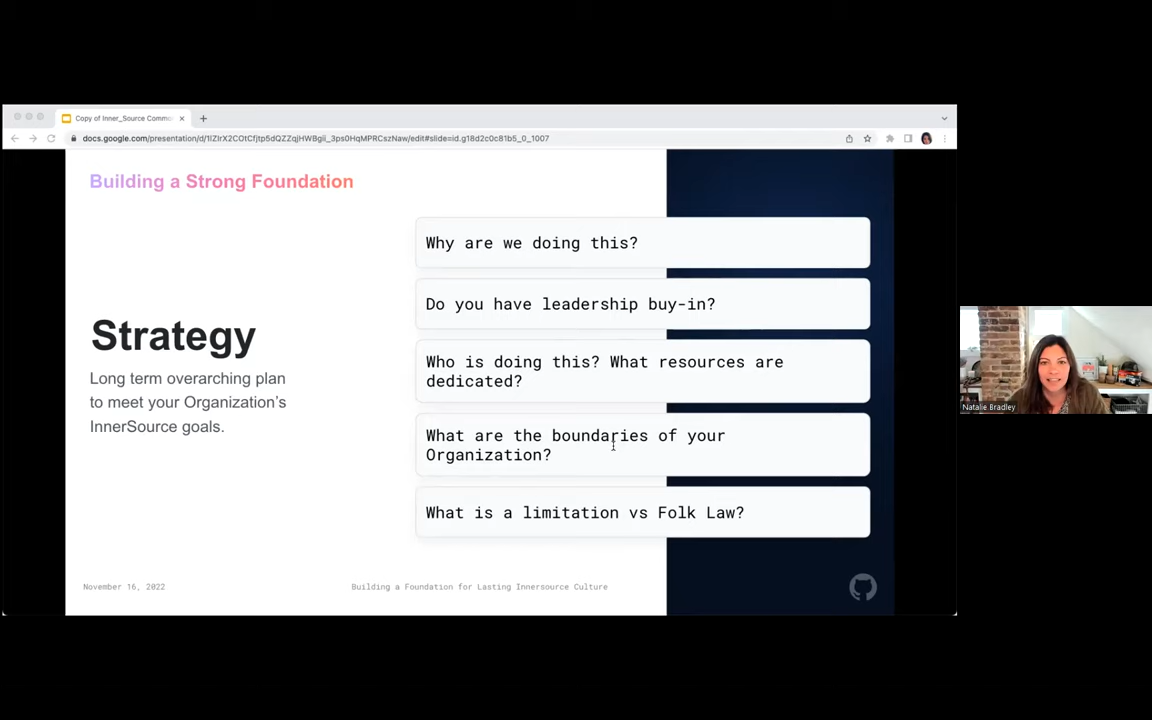 Copy of Inner_Source Commo
docs.google.com/presentation/d/1lZIrX2COtCfjtp5dQZZqjHWBgii_3ps0HqMPRCszNaw/edit#slide=id.g18d2c0c81b5_0_1007
Building a Strong Foundation
Strategy
Long term overarching plan
to meet your Organization's
InnerSource goals.
Why are we doing this?
Do you have leadership buy-in?
Who is doing this? What resources are
dedicated?
What are the boundaries of your
Organization?
What is a limitation vs Folk Law?
November 16, 2022
Building a Foundation for Lasting Innersource Culture
Natalie Bradley